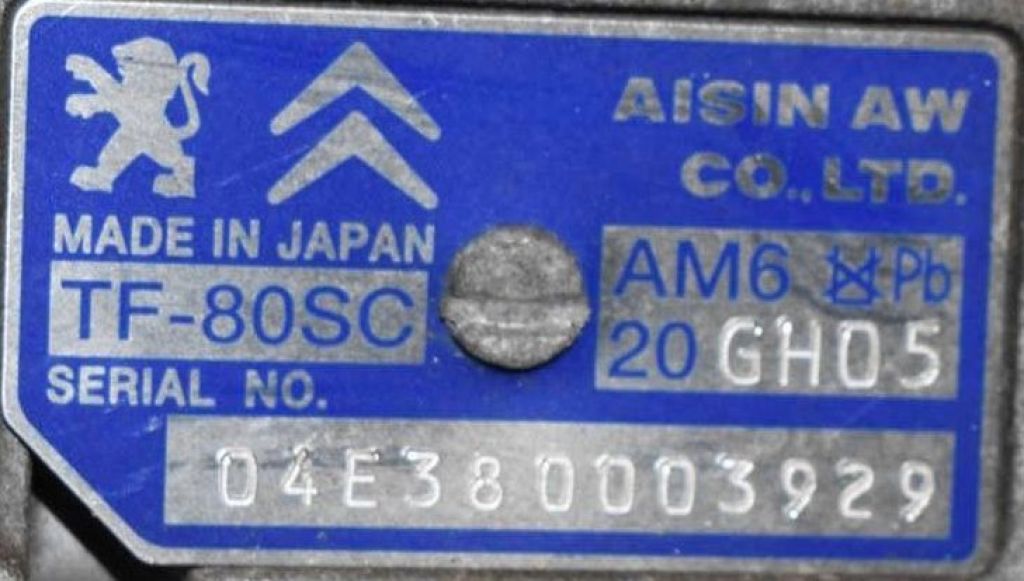 AISIN AW
CO., LTD.
MADE IN JAPAN
TF-80SC
AM6 Pb
20 GH05
SERIAL NO.
04E380003929